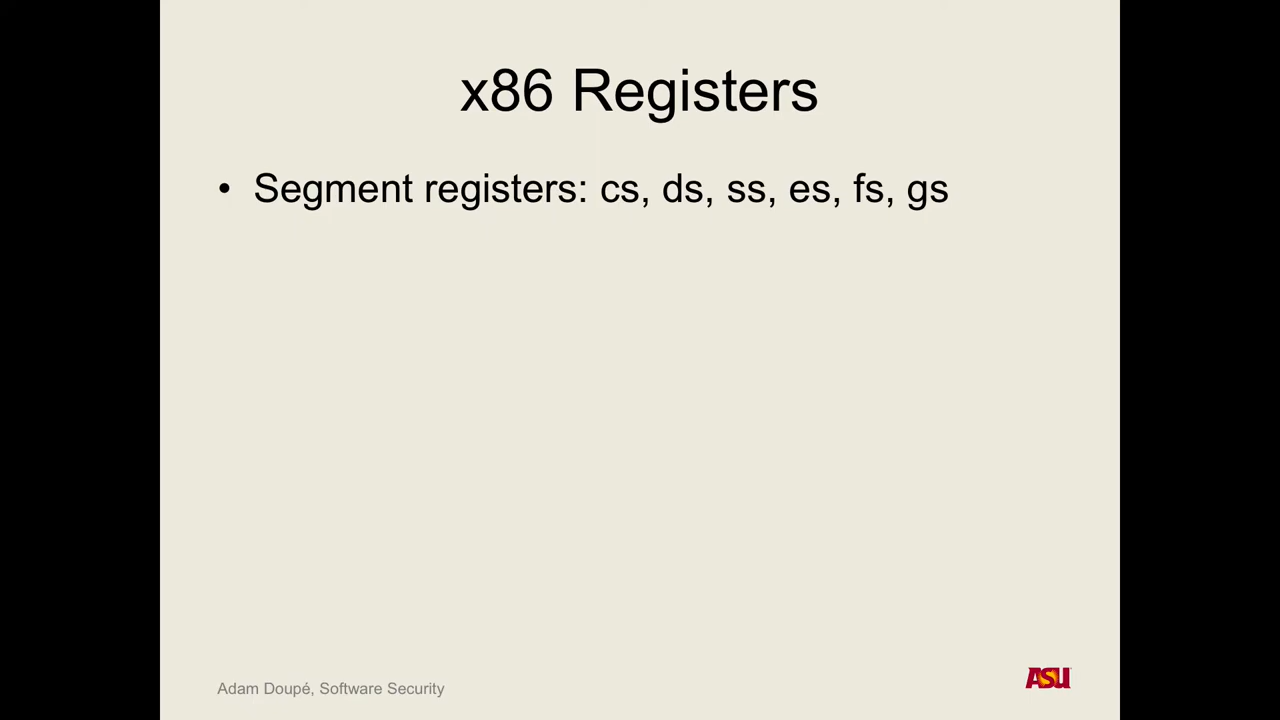 x86 Registers
• Segment registers: cs, ds, ss, es, fs, gs
Adam Doupé, Software Security
ASU